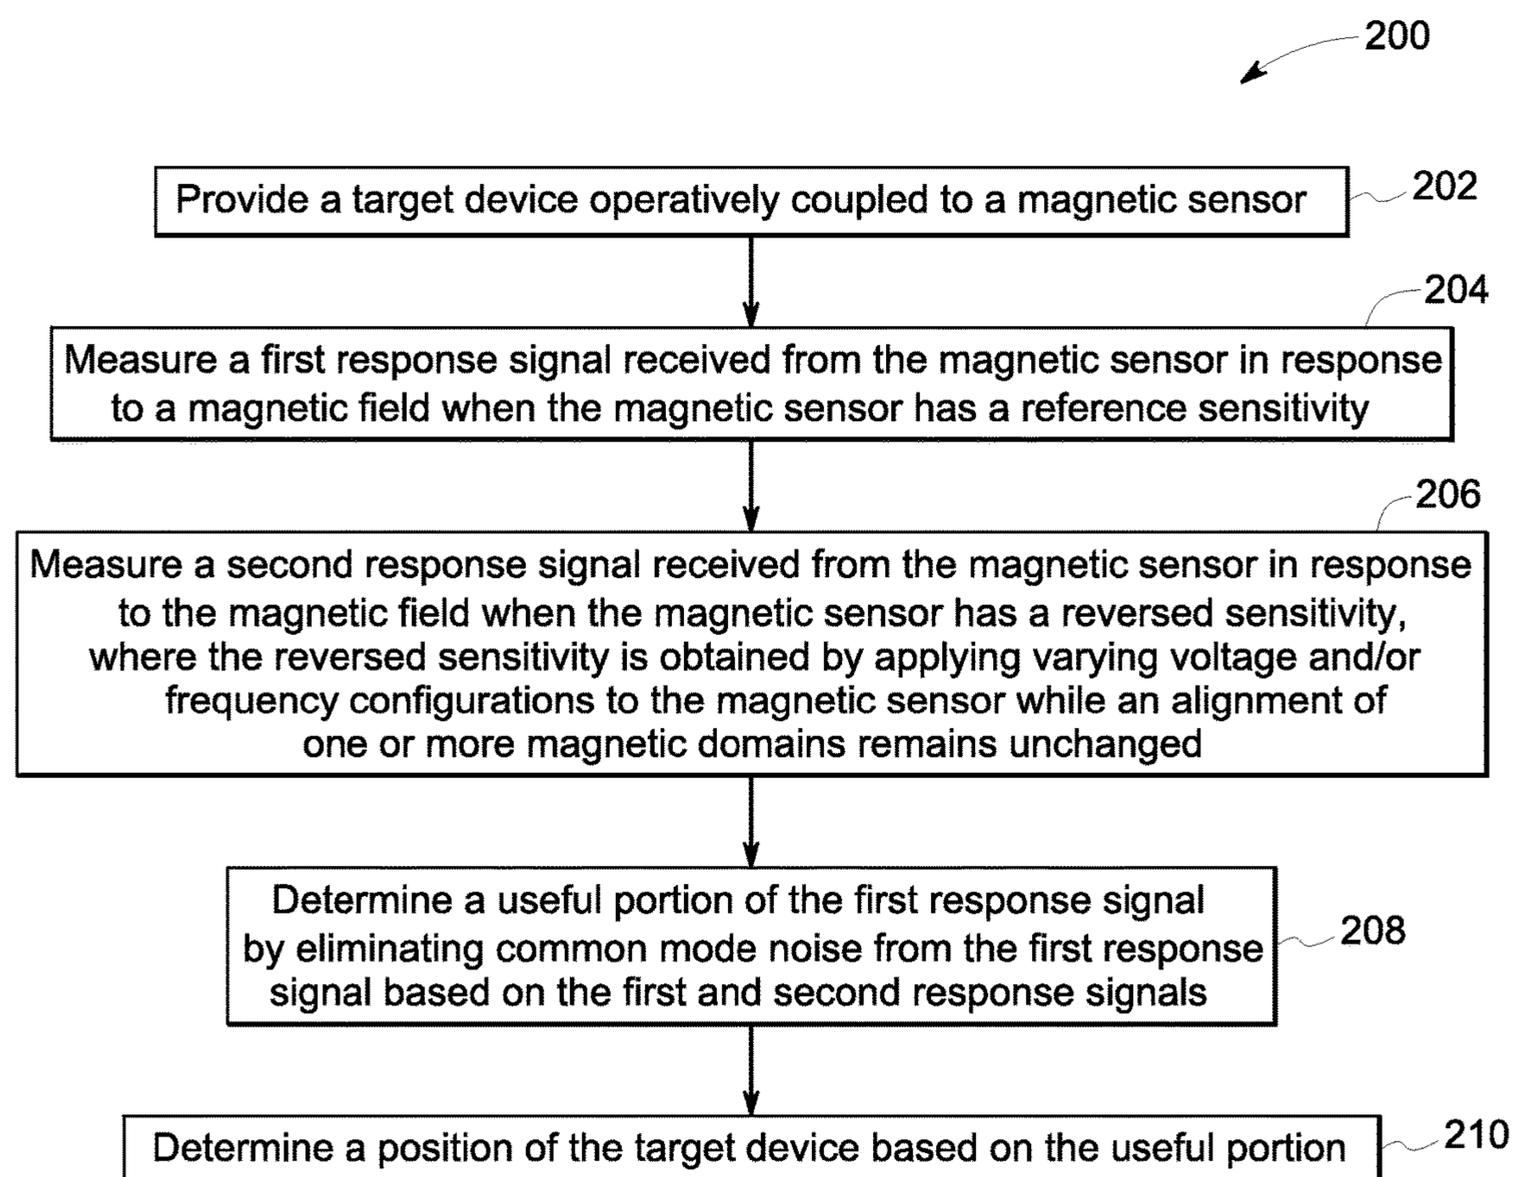 200
Provide a target device operatively coupled to a magnetic sensor
202
204
Measure a first response signal received from the magnetic sensor in response
to a magnetic field when the magnetic sensor has a reference sensitivity
206
Measure a second response signal received from the magnetic sensor in response
to the magnetic field when the magnetic sensor has a reversed sensitivity,
where the reversed sensitivity is obtained by applying varying voltage and/or
frequency configurations to the magnetic sensor while an alignment of
one or more magnetic domains remains unchanged
Determine a useful portion of the first response signal
by eliminating common mode noise from the first response
signal based on the first and second response signals
208
Determine a position of the target device based on the useful portion
210